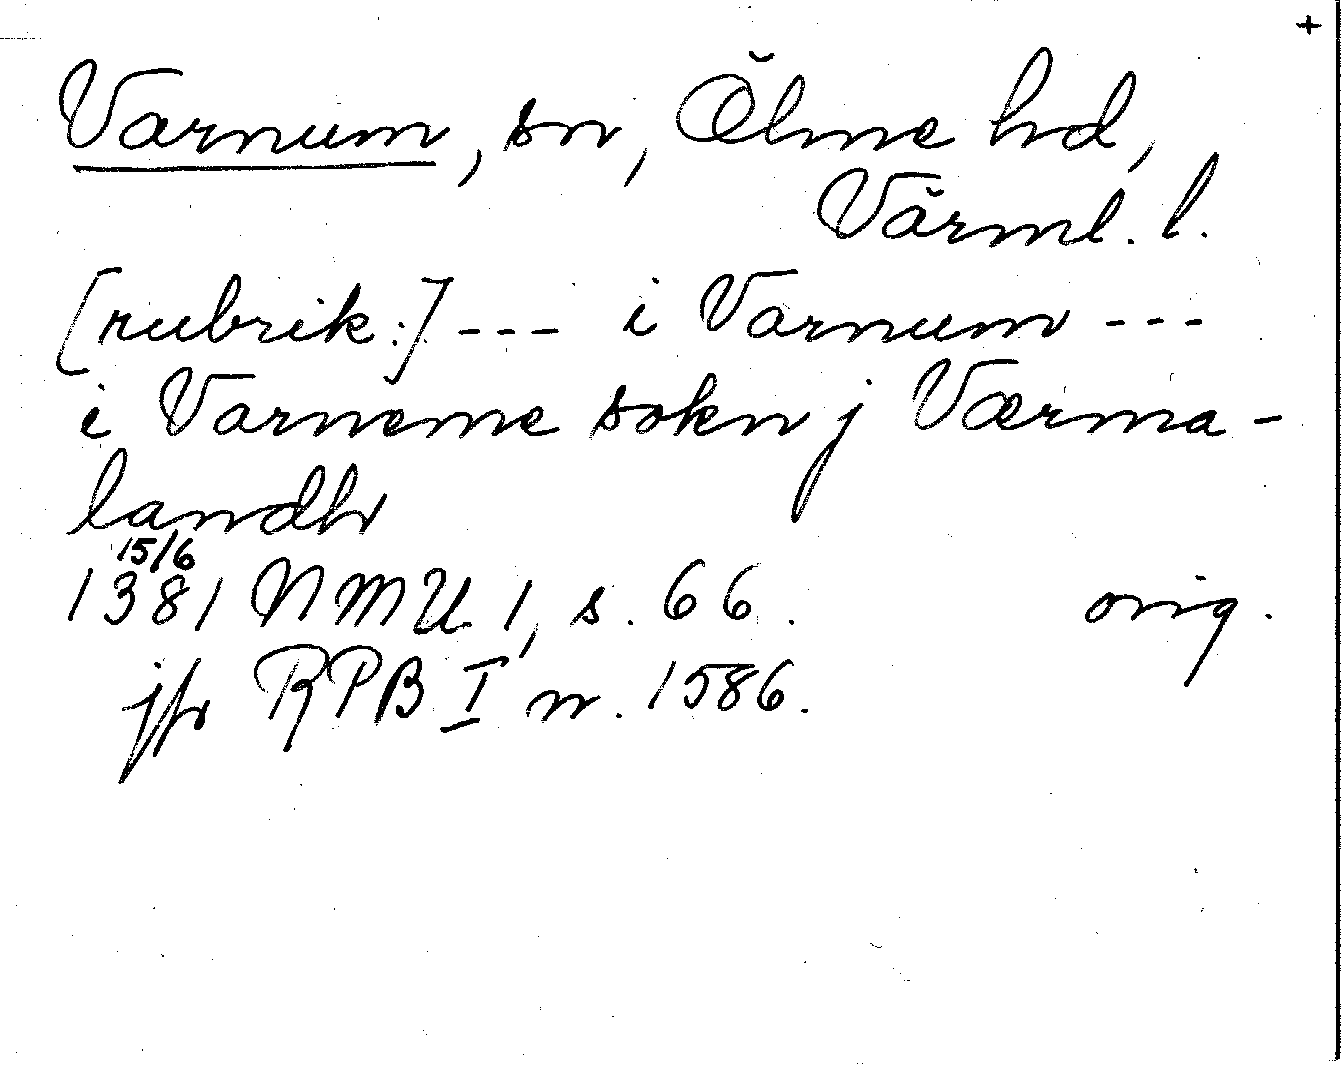 +
Varnum, sn, Ölme hd,
Värml. l.
[rubrik:] --- i Varnum ---
i Varneme sokn j Værma-
landh
15/6
1381 NMU 1, s. 66. orig.
jfr RPB I nr. 1586.